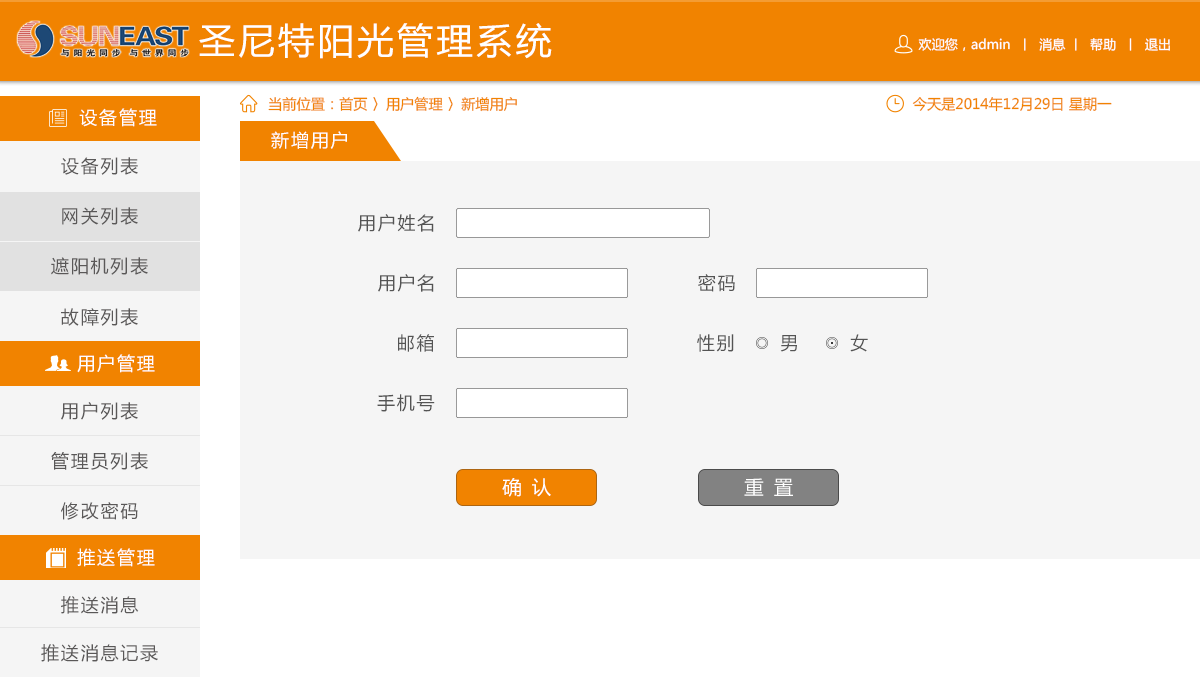 SUNEAST
与阳光同步 与世界同步
圣尼特阳光管理系统
欢迎您，admin | 消息 | 帮助 | 退出
当前位置：首页 〉用户管理 〉新增用户
今天是2014年12月29日 星期一
设备管理
设备列表
网关列表
遮阳机列表
故障列表
用户管理
用户列表
管理员列表
修改密码
推送管理
推送消息
推送消息记录
新增用户
用户姓名
用户名
密码
邮箱
性别 男 女
手机号
确 认
重 置